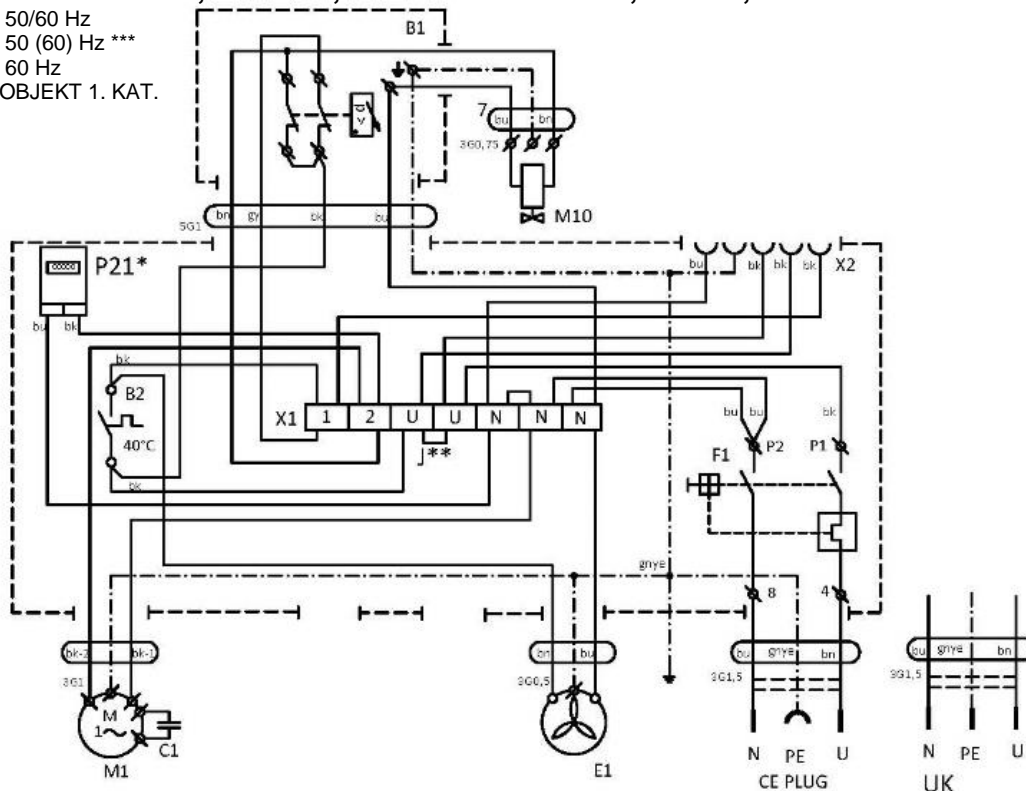 50/60 Hz
50 (60) Hz ***
60 Hz
OBJEKT 1. KAT.
B1
7
bu bn
3G0,75
M10
p >
5G1
bn gy bk bu
P21*
bu bk
bu bk bk bk
X2
bk
B2
40°C
bk
X1 1 2 U U N N N
J**
bu bu bk
P2 P1
F1
gnye
8 4
bk-2 bk-1
3G1
M
1
C1
M1
bn bu
3G0,5
E1
bu gnye bn
3G1,5
N PE U
CE PLUG
bu gnye bn
3G1,5
N PE U
UK